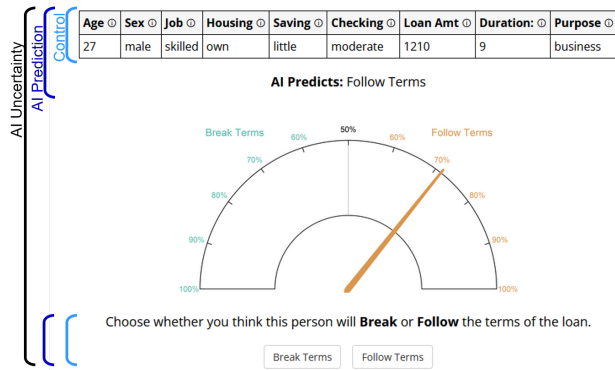 AI Uncertainty
AI Prediction
Control
Age ⓘ Sex ⓘ Job ⓘ Housing ⓘ Saving ⓘ Checking ⓘ Loan Amt ⓘ Duration: ⓘ Purpose ⓘ
27 male skilled own little moderate 1210 9 business
AI Predicts: Follow Terms
Break Terms 50% Follow Terms
60% 60%
70% 70%
80% 80%
90% 90%
100% 100%
Choose whether you think this person will Break or Follow the terms of the loan.
Break Terms Follow Terms